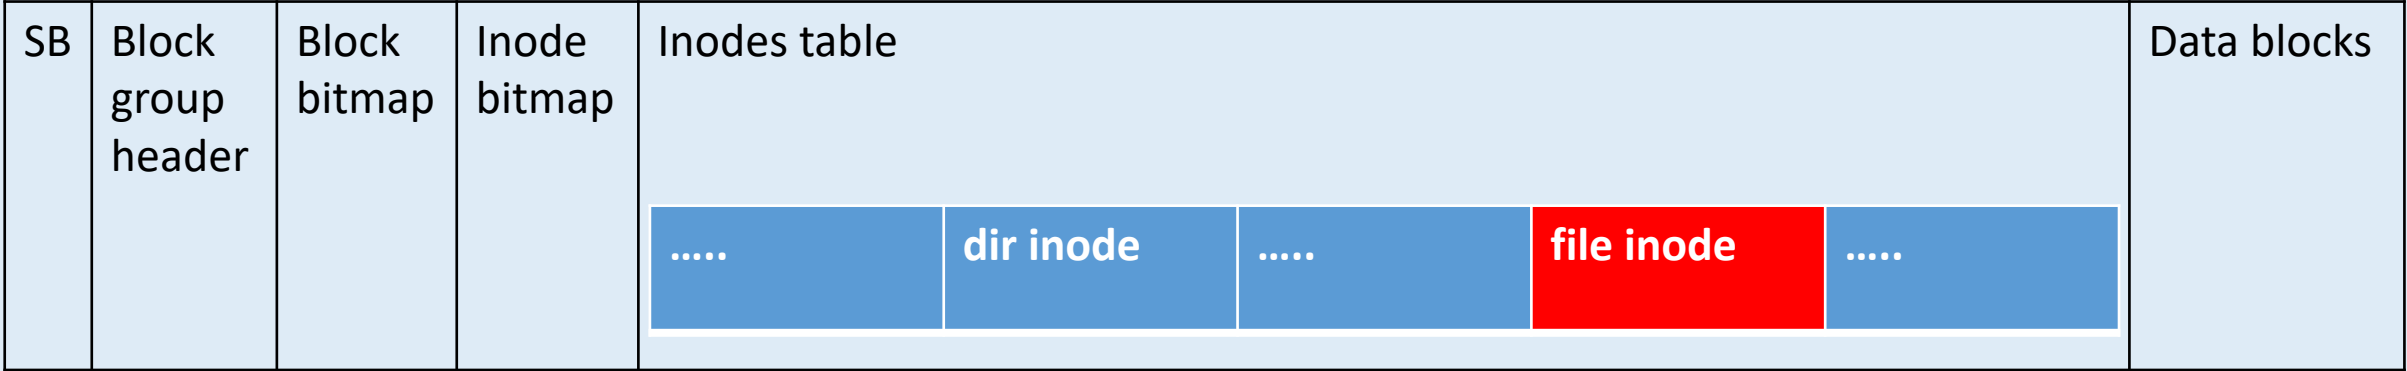 SB
Block
group
header
Block
bitmap
Inode
bitmap
Inodes table
Data blocks
.....
dir inode
.....
file inode
.....